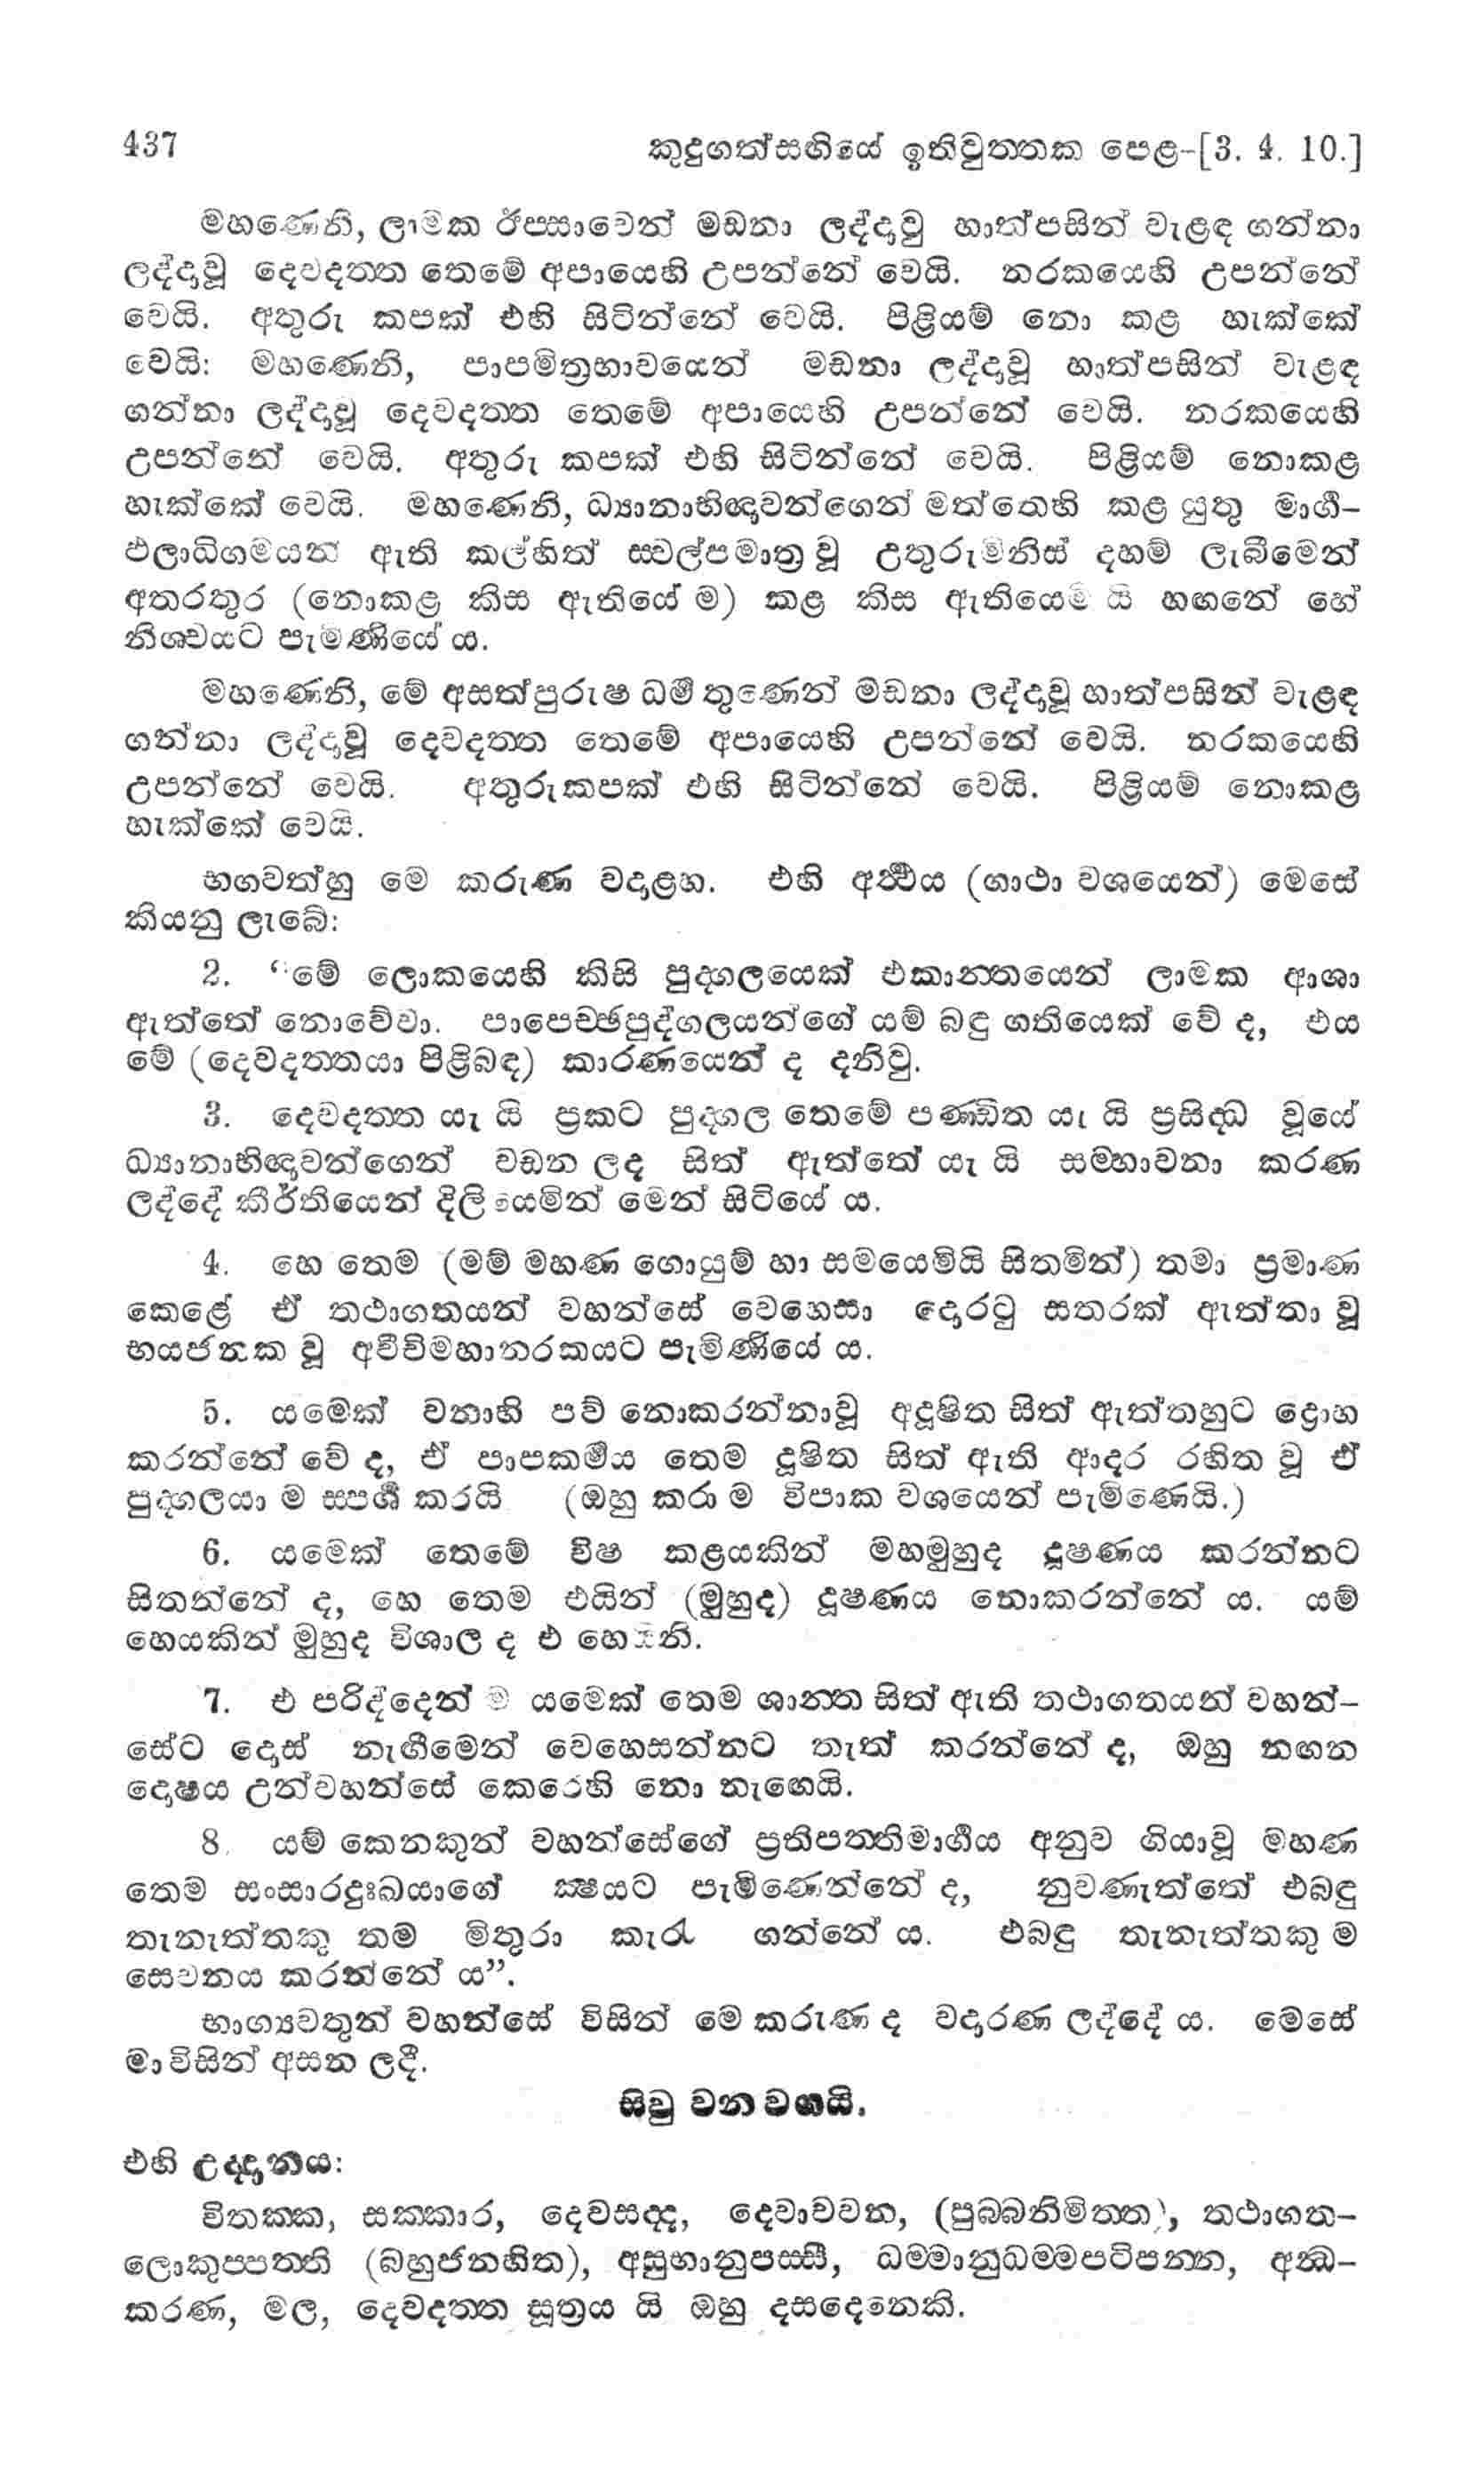 437 කුදුගත්සඟියේ ඉතිවුත්තක පෙළ-[3. 4. 10.]
මහණෙනි, ලාමක ඊප්සාවෙන් මඩනා ලද්දාවු හාත්පසින් වැළඳ ගන්නා
ලද්දාවූ දෙවදත්ත තෙමේ අපායෙහි උපන්නේ වෙයි. නරකයෙහි උපන්නේ
වෙයි. අතුරු කපක් එහි සිටින්නේ වෙයි. පිළියම් නො කළ හැක්කේ
වෙයි: මහණෙනි, පාපමිත්‍රභාවයෙන් මඩනා ලද්දාවූ හාත්පසින් වැළඳ
ගන්නා ලද්දාවූ දෙවදත්ත තෙමේ අපායෙහි උපන්නේ වෙයි. නරකයෙහි
උපන්නේ වෙයි. අතුරු කපක් එහි සිටින්නේ වෙයි. පිළියම් නොකළ
හැක්කේ වෙයි. මහණෙනි, ධ්‍යානාභිඥාවන්ගෙන් මත්තෙහි කළ යුතු මාර්ග-
ඵලාධිගමයන් ඇති කල්හිත් ස්වල්පමාත්‍ර වූ උතුරුමිනිස් දහම් ලැබීමෙන්
අතරතුර (නොකළ කිස ඇතියේ ම) කළ කිස ඇතියෙමි යි හඟනේ හේ
නිශ්චයට පැමිණියේ ය.
මහණෙනි, මේ අසත්පුරුෂ ධර්ම තුණෙන් මඩනා ලද්දාවූ හාත්පසින් වැළඳ
ගන්නා ලද්දාවූ දෙවදත්ත තෙමේ අපායෙහි උපන්නේ වෙයි. නරකයෙහි
උපන්නේ වෙයි. අතුරුකපක් එහි සිටින්නේ වෙයි. පිළියම් නොකළ
හැක්කේ වෙයි.
භගවත්හු මෙ කරුණ වදාළහ. එහි අර්ථය (ගාථා වශයෙන්) මෙසේ
කියනු ලැබේ:
2. “මේ ලොකයෙහි කිසි පුද්ගලයෙක් එකාන්තයෙන් ලාමක ආශා
ඇත්තේ නොවේවා. පාපෙච්ඡපුද්ගලයන්ගේ යම් බඳු ගතියෙක් වේ ද, එය
මේ (දෙවදත්තයා පිළිබඳ) කාරණයෙන් ද දනිවු.
3. දෙවදත්ත යැ යි ප්‍රකට පුද්ගල තෙමේ පණ්ඩිත යැ යි ප්‍රසිද්ධ වූයේ
ධ්‍යානාභිඥාවන්ගෙන් වඩන ලද සිත් ඇත්තේ යැ යි සම්භාවනා කරණ
ලද්දේ කීර්තියෙන් දිලියෙමින් මෙන් සිටියේ ය.
4. හෙ තෙම (මම් මහණ ගොයුම් හා සමයෙමියි සිතමින්) තමා ප්‍රමාණ
කෙළේ ඒ තථාගතයන් වහන්සේ වෙහෙසා දොරටු සතරක් ඇත්තා වූ
භයජනක වූ අවීචිමහානරකයට පැමිණියේ ය.
5. යමෙක් වනාහි පව් නොකරන්නාවූ අදූෂිත සිත් ඇත්තහුට ද්‍රොහ
කරන්නේ වේ ද, ඒ පාපකර්මය තෙම දූෂිත සිත් ඇති ආදර රහිත වූ ඒ
පුද්ගලයා ම ස්පර්ශ කරයි (ඔහු කරා ම විපාක වශයෙන් පැමිණෙයි.)
6. යමෙක් තෙමේ විෂ කළයකින් මහමුහුද දූෂණය කරන්නට
සිතන්නේ ද, හෙ තෙම එයින් (මුහුද) දූෂණය නොකරන්නේ ය. යම්
හෙයකින් මුහුද විශාල ද එ හෙයිනි.
7. එ පරිද්දෙන් ම යමෙක් තෙම ශාන්ත සිත් ඇති තථාගතයන් වහන්-
සේට දොස් නැඟීමෙන් වෙහෙසන්නට තැත් කරන්නේ ද, ඔහු නඟන
දොෂය උන්වහන්සේ කෙරෙහි නො නැඟෙයි.
8. යම් කෙනකුන් වහන්සේගේ ප්‍රතිපත්තිමාර්ගය අනුව ගියාවූ මහණ
තෙම සංසාරදුඃඛයාගේ ක්ෂයට පැමිණෙන්නේ ද, නුවණැත්තේ එබඳු
තැනැත්තකු තම මිතුරා කැරැ ගන්නේ ය. එබඳු තැනැත්තකු ම
සෙවනය කරන්නේ ය”.
භාග්‍යවතුන් වහන්සේ විසින් මෙ කරුණ ද වදාරණ ලද්දේ ය. මෙසේ
මා විසින් අසන ලදී.
සිවු වන වගයි.
එහි උද්දානය:
විතක්ක, සක්කාර, දෙවසද්ද, දෙවාචවන, (පුබ්බනිමිත්ත), තථාගත-
ලොකුප්පත්ති (බහුජනහිත), අසුභානුපස්සී, ධම්මානුධම්මපටිපන්න, අන්ධ-
කරණ, මල, දෙවදත්ත සූත්‍රය යි ඔහු දසදෙනෙකි.